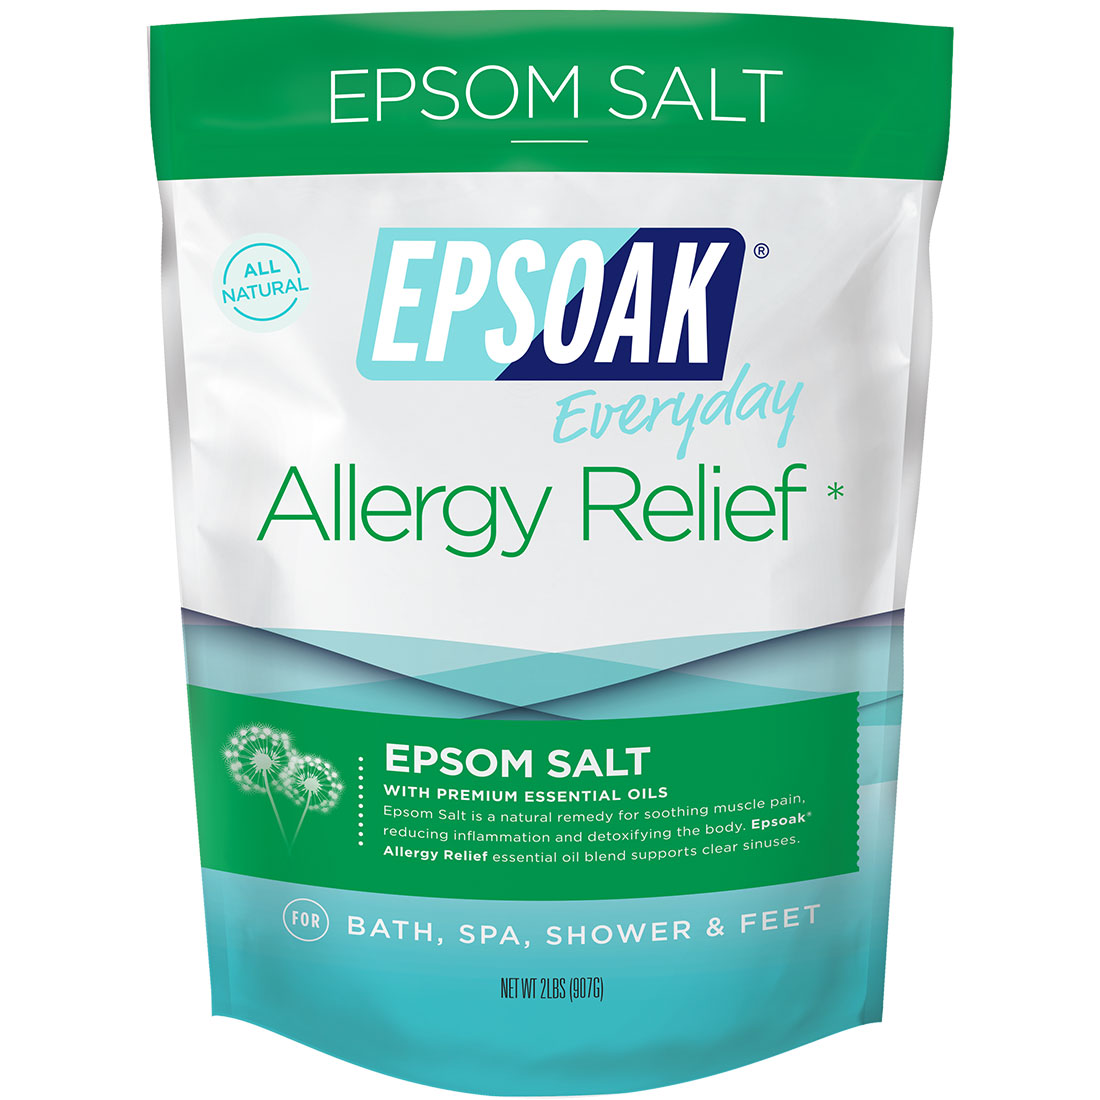 EPSOM SALT
ALL
NATURAL
EPSOAK®
Everyday
Allergy Relief *
EPSOM SALT
WITH PREMIUM ESSENTIAL OILS
Epsom Salt is a natural remedy for soothing muscle pain,
reducing inflammation and detoxifying the body. Epsoak®
Allergy Relief essential oil blend supports clear sinuses.
FOR BATH, SPA, SHOWER & FEET
NET WT 2LBS (907G)